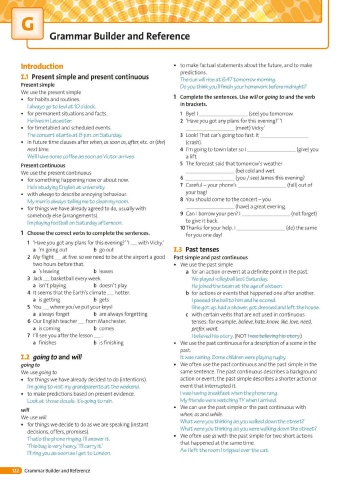 G
Grammar Builder and Reference
Introduction
I.1 Present simple and present continuous
Present simple
We use the present simple
• for habits and routines.
I always go to bed at 10 o'clock.
• for permanent situations and facts.
He lives in Leicester.
• for timetabled and scheduled events.
The concert starts at 8 p.m. on Saturday.
• in future time clauses after when, as soon as, after etc. or (the)
next time.
We'll have some coffee as soon as Victor arrives.
Present continuous
We use the present continuous
• for something happening now or about now.
He's studying English at university.
• with always to describe annoying behaviour.
My mum's always telling me to clean my room.
• for things we have already agreed to do, usually with
somebody else (arrangements).
I'm playing football on Saturday afternoon.
1 Choose the correct verbs to complete the sentences.
1 'Have you got any plans for this evening?' 'I __ with Vicky.'
a 'm going out b go out
2 My flight __ at five, so we need to be at the airport a good
two hours before that.
a 's leaving b leaves
3 Jack __ basketball every week.
a isn't playing b doesn't play
4 It seems that the Earth's climate __ hotter.
a is getting b gets
5 You __ where you've put your keys!
a always forget b are always forgetting
6 Our English teacher __ from Manchester.
a is coming b comes
7 I'll see you after the lesson __.
a finishes b is finishing
I.2 going to and will
going to
We use going to
• for things we have already decided to do (intentions).
I'm going to visit my grandparents at the weekend.
• to make predictions based on present evidence.
Look at those clouds. It's going to rain.
will
We use will
• for things we decide to do as we are speaking (instant
decisions, offers, promises).
That's the phone ringing. I'll answer it.
'This bag is very heavy.' 'I'll carry it.'
I'll ring you as soon as I get to London.
• to make factual statements about the future, and to make
predictions.
The sun will rise at 6.47 tomorrow morning.
Do you think you'll finish your homework before midnight?
1 Complete the sentences. Use will or going to and the verb
in brackets.
1 Bye! I ________ (see) you tomorrow.
2 'Have you got any plans for this evening?' 'I
________ (meet) Vicky.'
3 Look! That car's going too fast. It ________
(crash).
4 I'm going to town later so I ________ (give) you
a lift.
5 The forecast said that tomorrow's weather
________ (be) cold and wet.
6 ________ (you / see) James this evening?
7 Careful – your phone's ________ (fall) out of
your bag!
8 You should come to the concert – you
________ (have) a great evening.
9 Can I borrow your pen? I ________ (not forget)
to give it back.
10 Thanks for your help. I ________ (do) the same
for you one day!
I.3 Past tenses
Past simple and past continuous
• We use the past simple
a for an action or event at a definite point in the past.
We played volleyball last Saturday.
He joined the team at the age of sixteen.
b for actions or events that happened one after another.
I passed the ball to him and he scored.
She got up, had a shower, got dressed and left the house.
c with certain verbs that are not used in continuous
tenses: for example, believe, hate, know, like, love, need,
prefer, want.
I believed his story. (NOT I was believing his story.)
• We use the past continuous for a description of a scene in the
past.
It was raining. Some children were playing rugby.
• We often use the past continuous and the past simple in the
same sentence. The past continuous describes a background
action or event; the past simple describes a shorter action or
event that interrupted it.
I was having breakfast when the phone rang.
My friends were watching TV when I arrived.
• We can use the past simple or the past continuous with
when, as and while.
What were you thinking as you walked down the street?
What were you thinking as you were walking down the street?
• We often use as with the past simple for two short actions
that happened at the same time.
As I left the room I tripped over the cat.
122 Grammar Builder and Reference